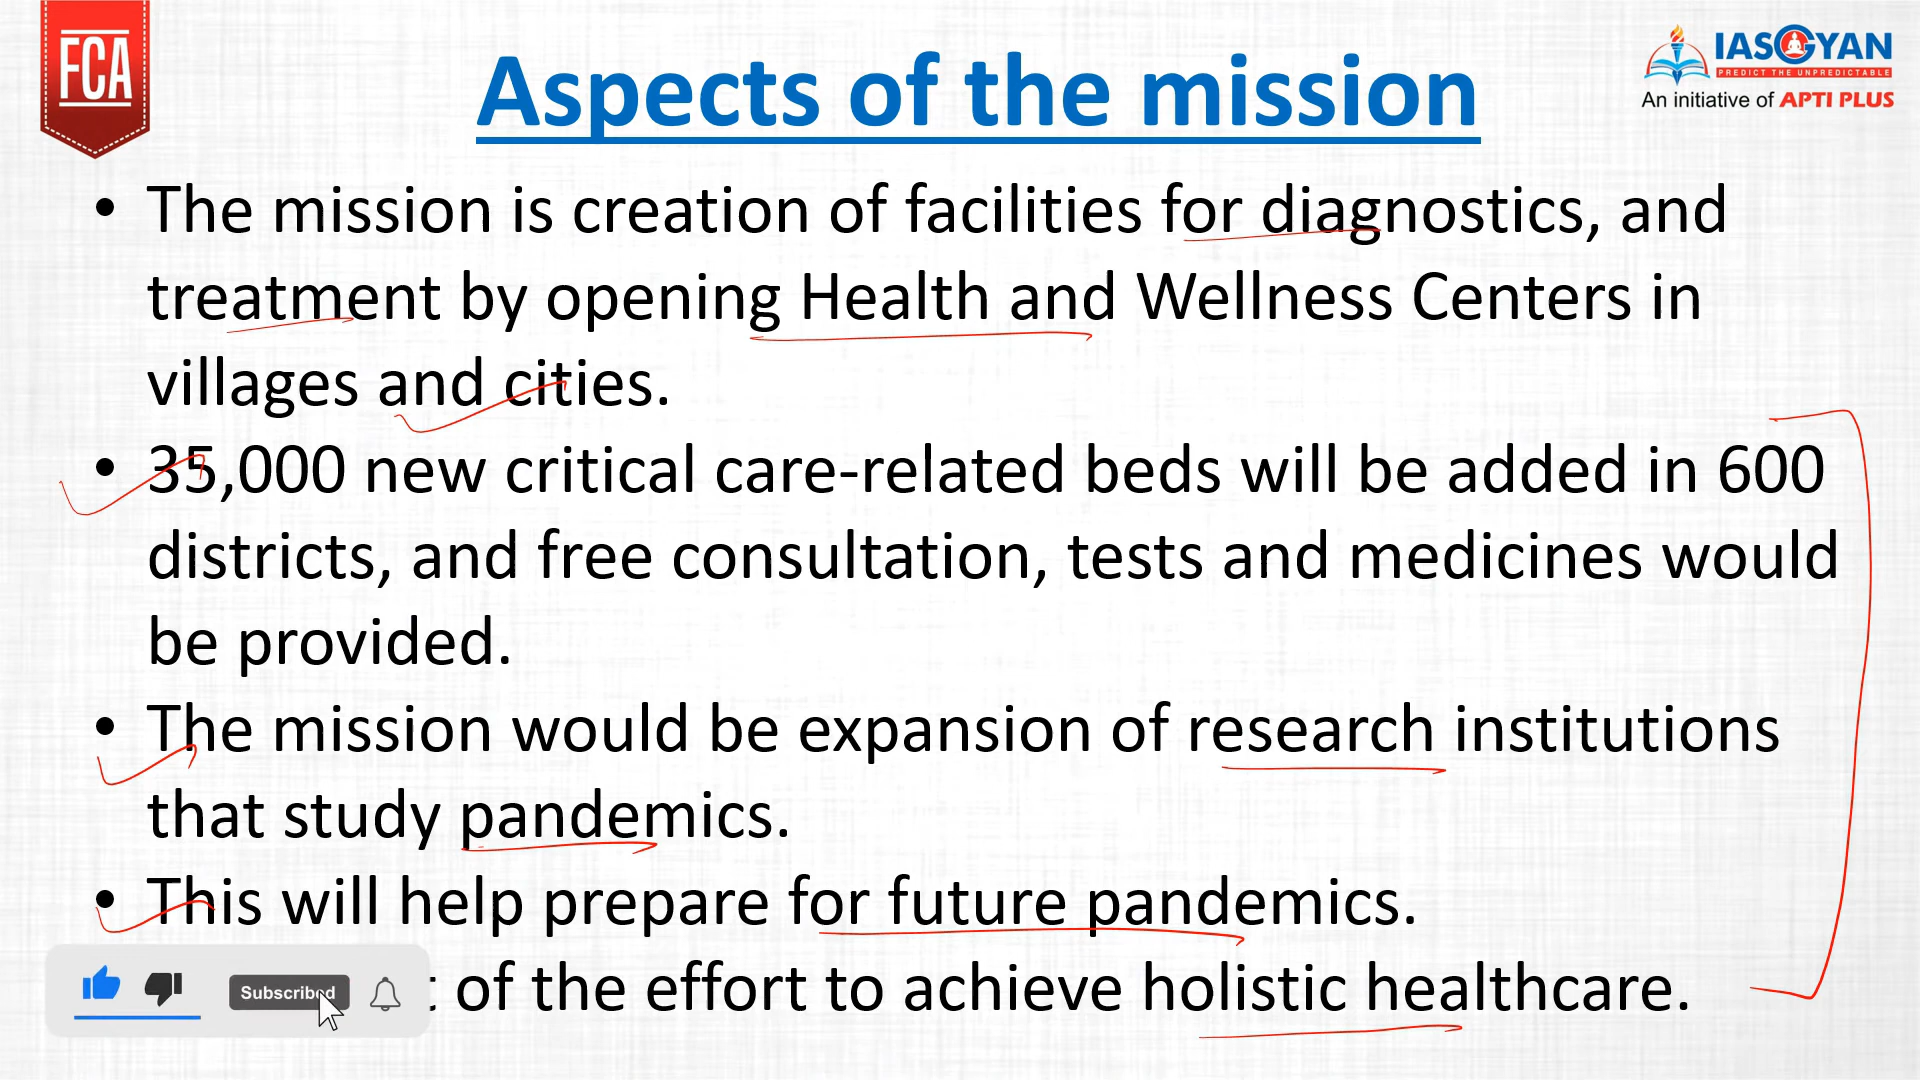 FCA
Aspects of the mission
IASGYAN
PREDICT THE UNPREDICTABLE
An initiative of APTI PLUS
• The mission is creation of facilities for diagnostics, and
treatment by opening Health and Wellness Centers in
villages and cities.
• 35,000 new critical care-related beds will be added in 600
districts, and free consultation, tests and medicines would
be provided.
• The mission would be expansion of research institutions
that study pandemics.
• This will help prepare for future pandemics.
of the effort to achieve holistic healthcare.
Subscribed